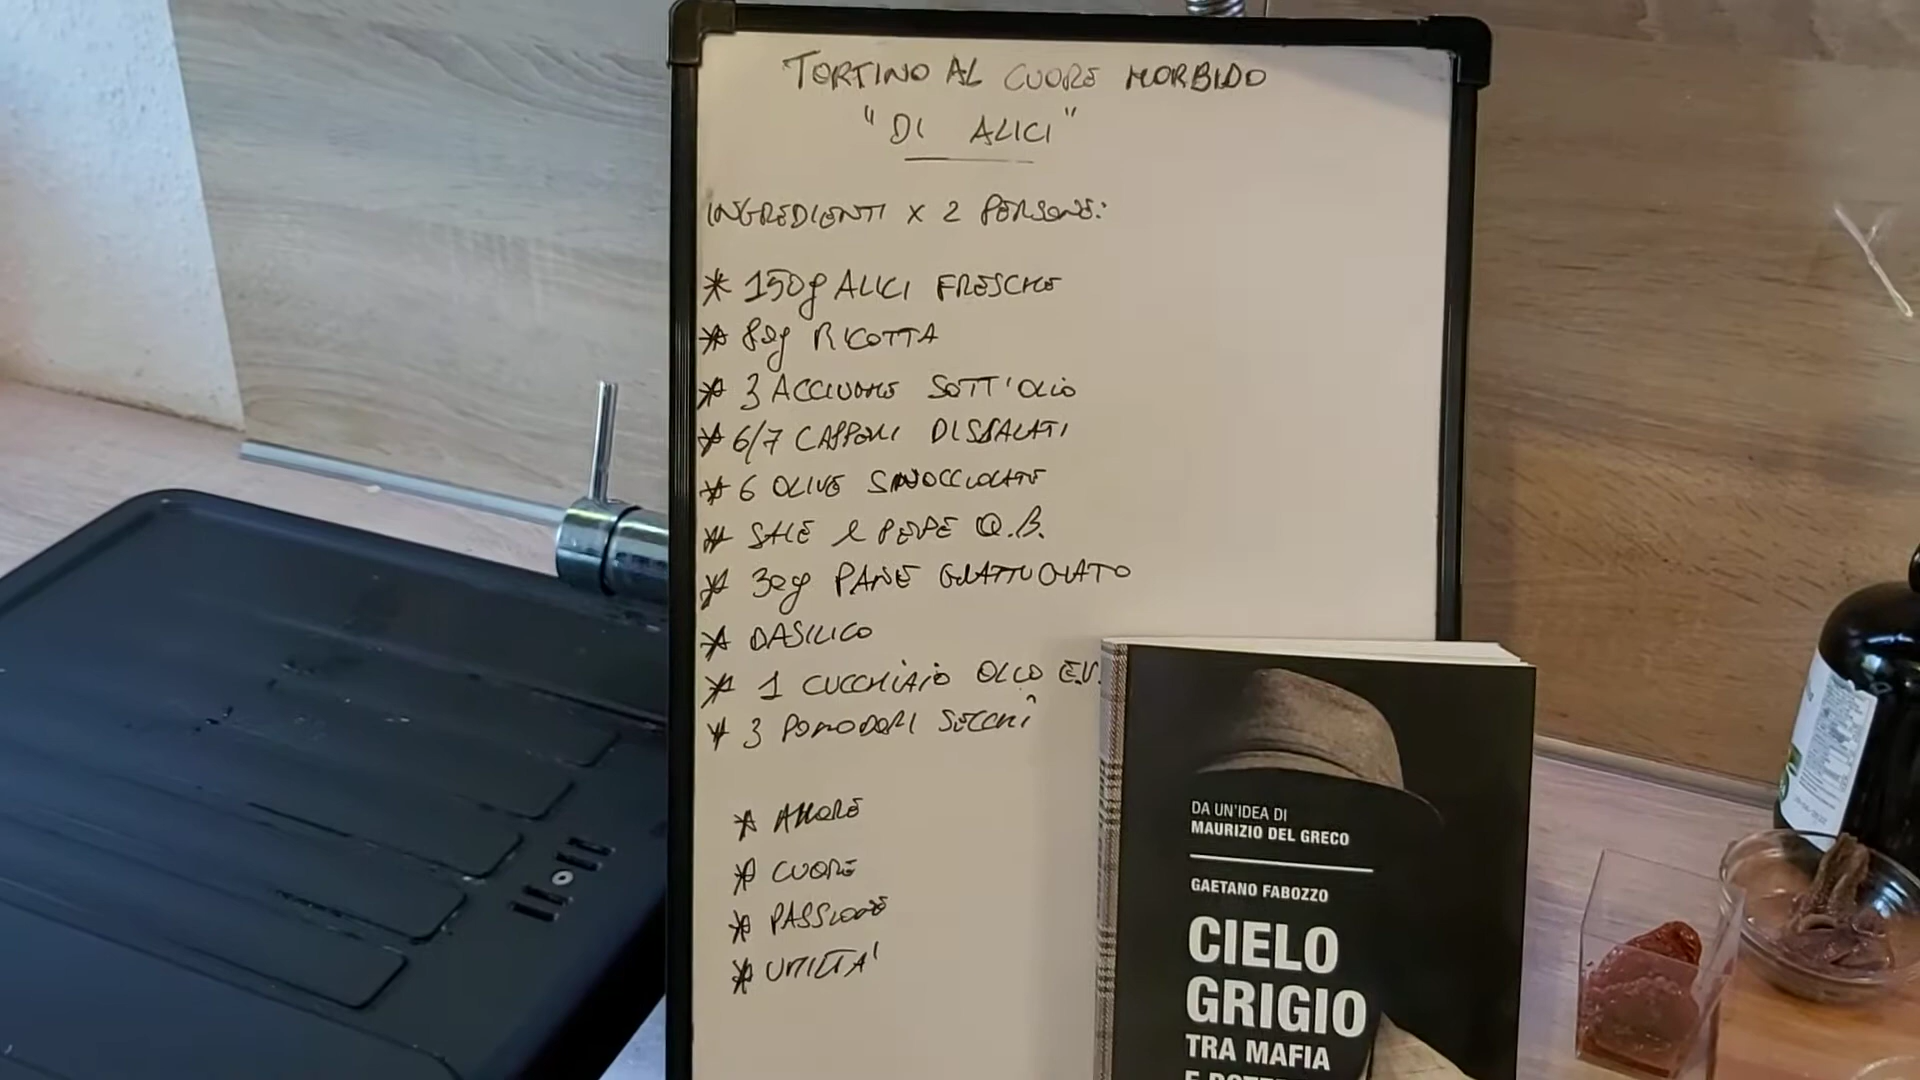 TORTINO AL CUORE MORBIDO
"DI ALICI"
INGREDIENTI X 2 PERSONE:
* 150g ALICI FRESCHE
* 80g RICOTTA
* 3 ACCIUGHE SOTT'OLIO
* 6/7 CAPPERI DISSALATI
* 6 OLIVE SNOCCIOLATE
* SALE e PEPE Q.B.
* 30g PANE GRATTUGIATO
* BASILICO
* 1 CUCCHIAIO OLIO E.V.
* 3 POMODORI SECCHI
* AMORE
* CUORE
* PASSIONE
* UMILTA'
DA UN'IDEA DI
MAURIZIO DEL GRECO
GAETANO FABOZZO
CIELO
GRIGIO
TRA MAFIA